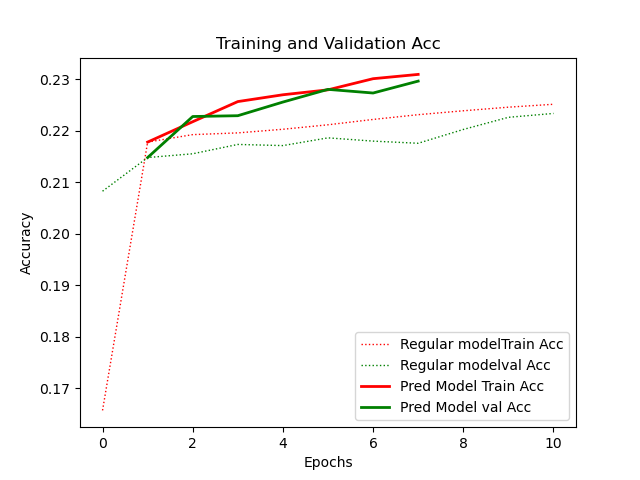 Training and Validation Acc
0.23
0.22
0.21
0.20
0.19
0.18
0.17
Accuracy
Regular modelTrain Acc
Regular modelval Acc
Pred Model Train Acc
Pred Model val Acc
0 2 4 6 8 10
Epochs